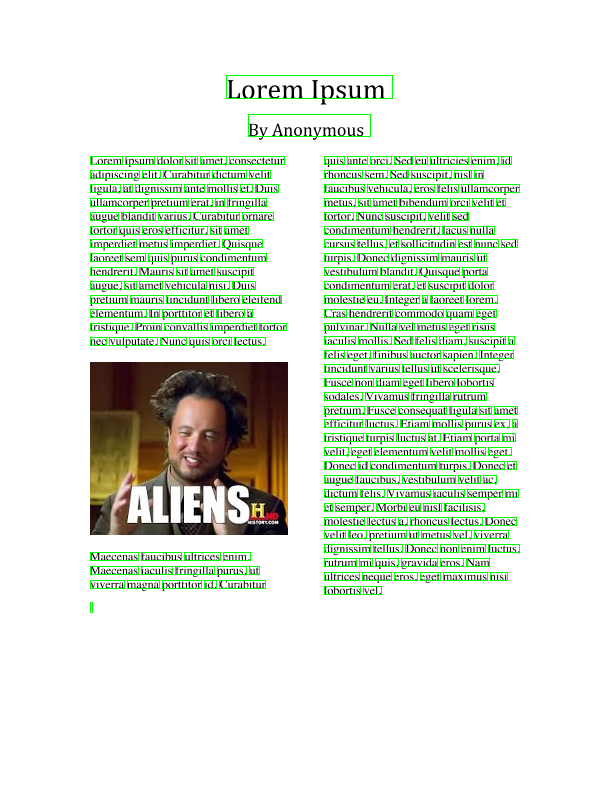 Lorem Ipsum
By Anonymous
Lorem ipsum dolor sit amet, consectetur
adipiscing elit. Curabitur dictum velit
ligula, at dignissim ante mollis et. Duis
ullamcorper pretium erat, in fringilla
augue blandit varius. Curabitur ornare
tortor quis eros efficitur, sit amet
imperdiet metus imperdiet. Quisque
laoreet sem quis purus condimentum
hendrerit. Mauris sit amet suscipit
augue, sit amet vehicula nisi. Duis
pretium mauris tincidunt libero eleifend
elementum. In porttitor et libero a
tristique. Proin convallis imperdiet tortor
nec vulputate. Nunc quis orci lectus.
ALIENS
H HD
HISTORY.COM
Maecenas faucibus ultrices enim.
Maecenas iaculis fringilla purus, ut
viverra magna porttitor id. Curabitur
quis ante orci. Sed eu ultricies enim, id
rhoncus sem. Sed suscipit, nisl in
faucibus vehicula, eros felis ullamcorper
metus, sit amet bibendum orci velit et
tortor. Nunc suscipit, velit sed
condimentum hendrerit, lacus nulla
cursus tellus, et sollicitudin est nunc sed
turpis. Donec dignissim mauris ut
vestibulum blandit. Quisque porta
condimentum erat, et suscipit dolor
molestie eu. Integer a laoreet lorem.
Cras hendrerit commodo quam eget
pulvinar. Nulla vel metus eget risus
iaculis mollis. Sed felis diam, suscipit a
felis eget, finibus auctor sapien. Integer
tincidunt varius tellus ut scelerisque.
Fusce non diam eget libero lobortis
sodales. Vivamus fringilla rutrum
pretium. Fusce consequat ligula sit amet
efficitur luctus. Etiam mollis purus ex, a
tristique turpis luctus at. Etiam porta mi
velit, eget elementum velit mollis eget.
Donec id condimentum turpis. Donec et
augue faucibus, vestibulum velit ac,
dictum felis. Vivamus iaculis semper mi
et semper. Morbi eu nisl facilisis,
molestie lectus a, rhoncus lectus. Donec
velit leo, pretium ut metus vel, viverra
dignissim tellus. Donec non enim luctus,
rutrum mi quis, gravida eros. Nam
ultrices neque eros, eget maximus nisi
lobortis vel.